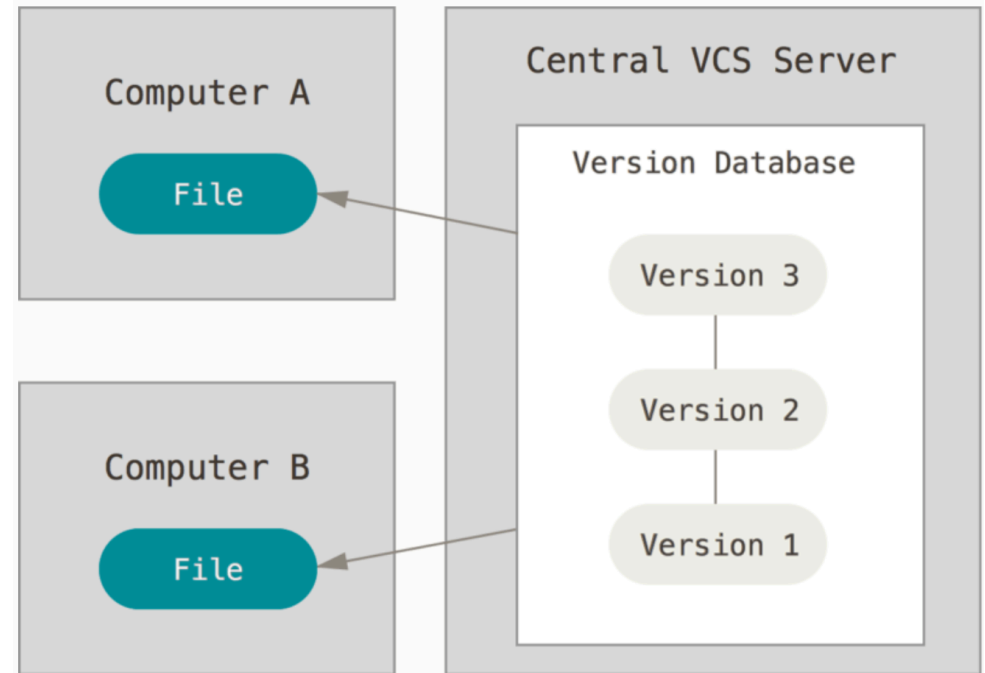 Computer A
File
Computer B
File
Central VCS Server
Version Database
Version 3
Version 2
Version 1